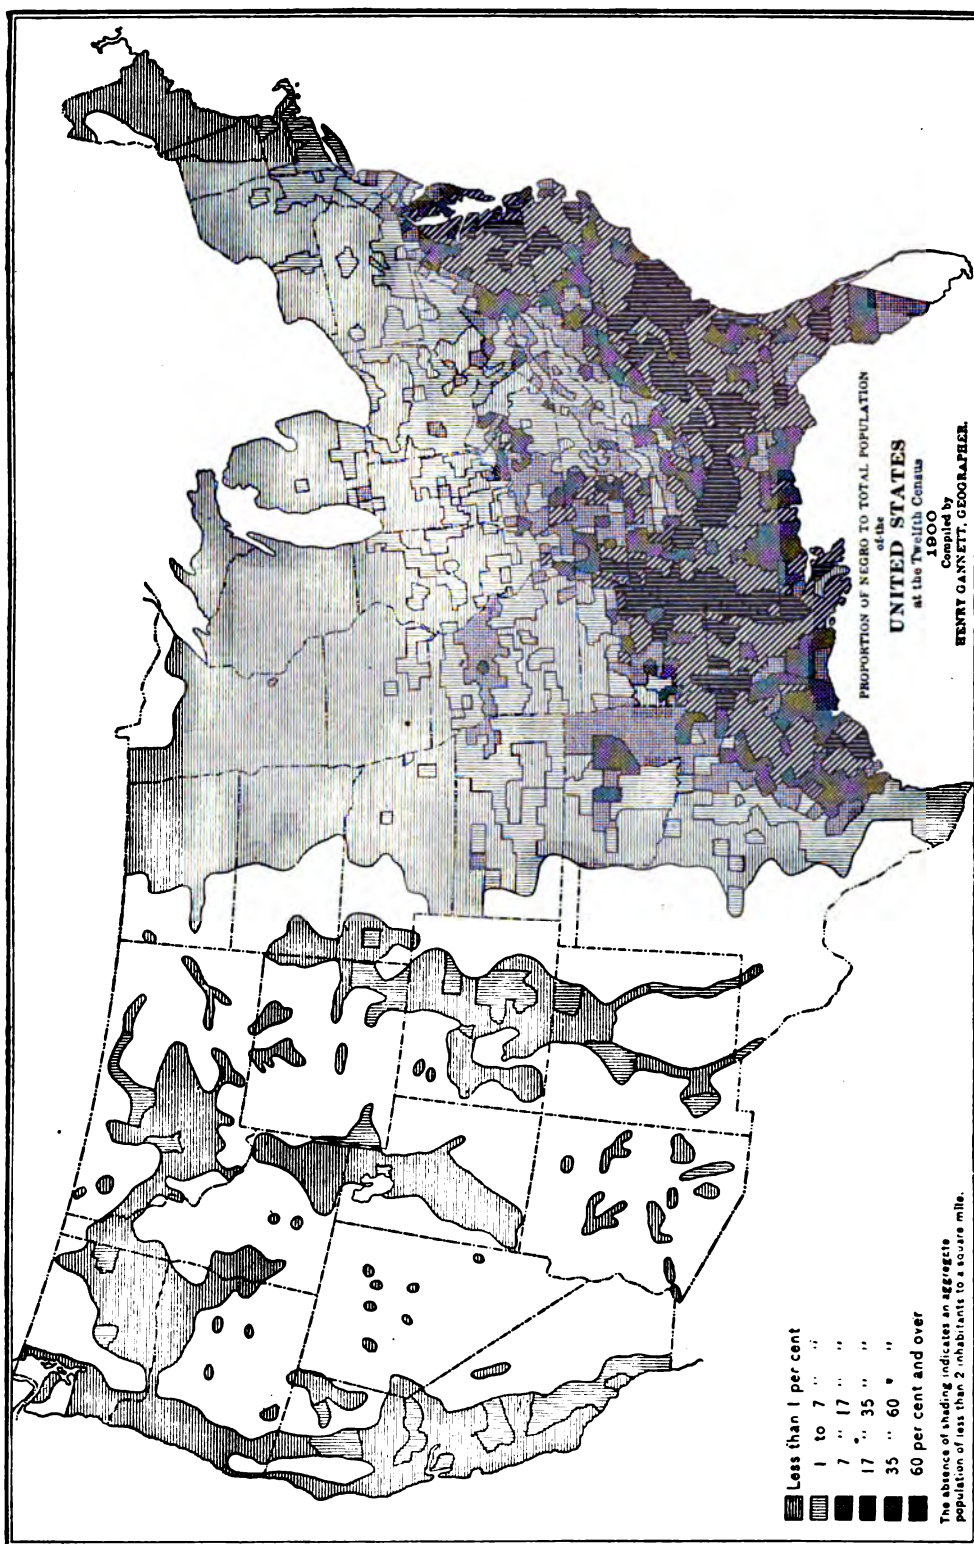 PROPORTION OF NEGRO TO TOTAL POPULATION
of the
UNITED STATES
at the Twelfth Census
1900
Compiled by
HENRY GANNETT, GEOGRAPHER.
Less than 1 per cent
1 to 7 " "
7 " 17 " "
17 " 35 " "
35 " 60 " "
60 per cent and over
The absence of shading indicates an aggregate
population of less than 2 inhabitants to a square mile.